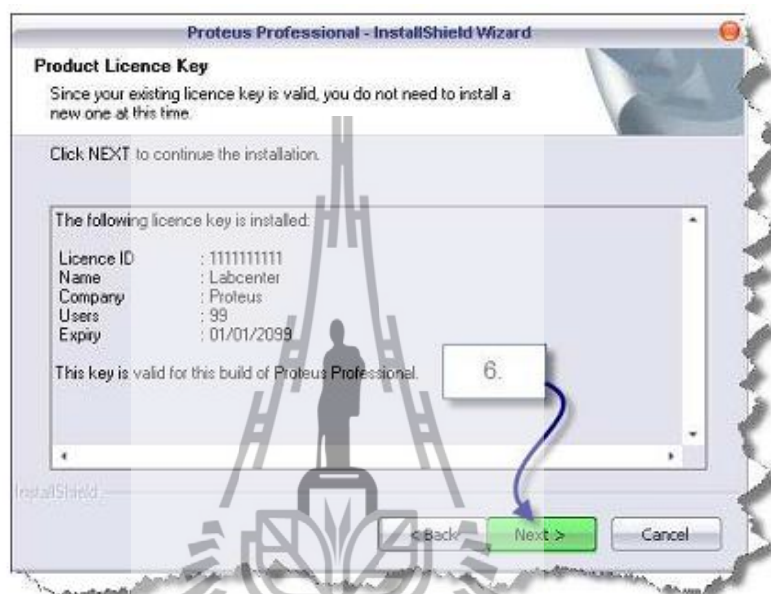 Proteus Professional - InstallShield Wizard
Product Licence Key
Since your existing licence key is valid, you do not need to install a
new one at this time.
Click NEXT to continue the installation.
The following licence key is installed:
Licence ID : 1111111111
Name : Labcenter
Company : Proteus
Users : 99
Expiry : 01/01/2099
This key is valid for this build of Proteus Professional.
6.
InstallShield
< Back Next > Cancel